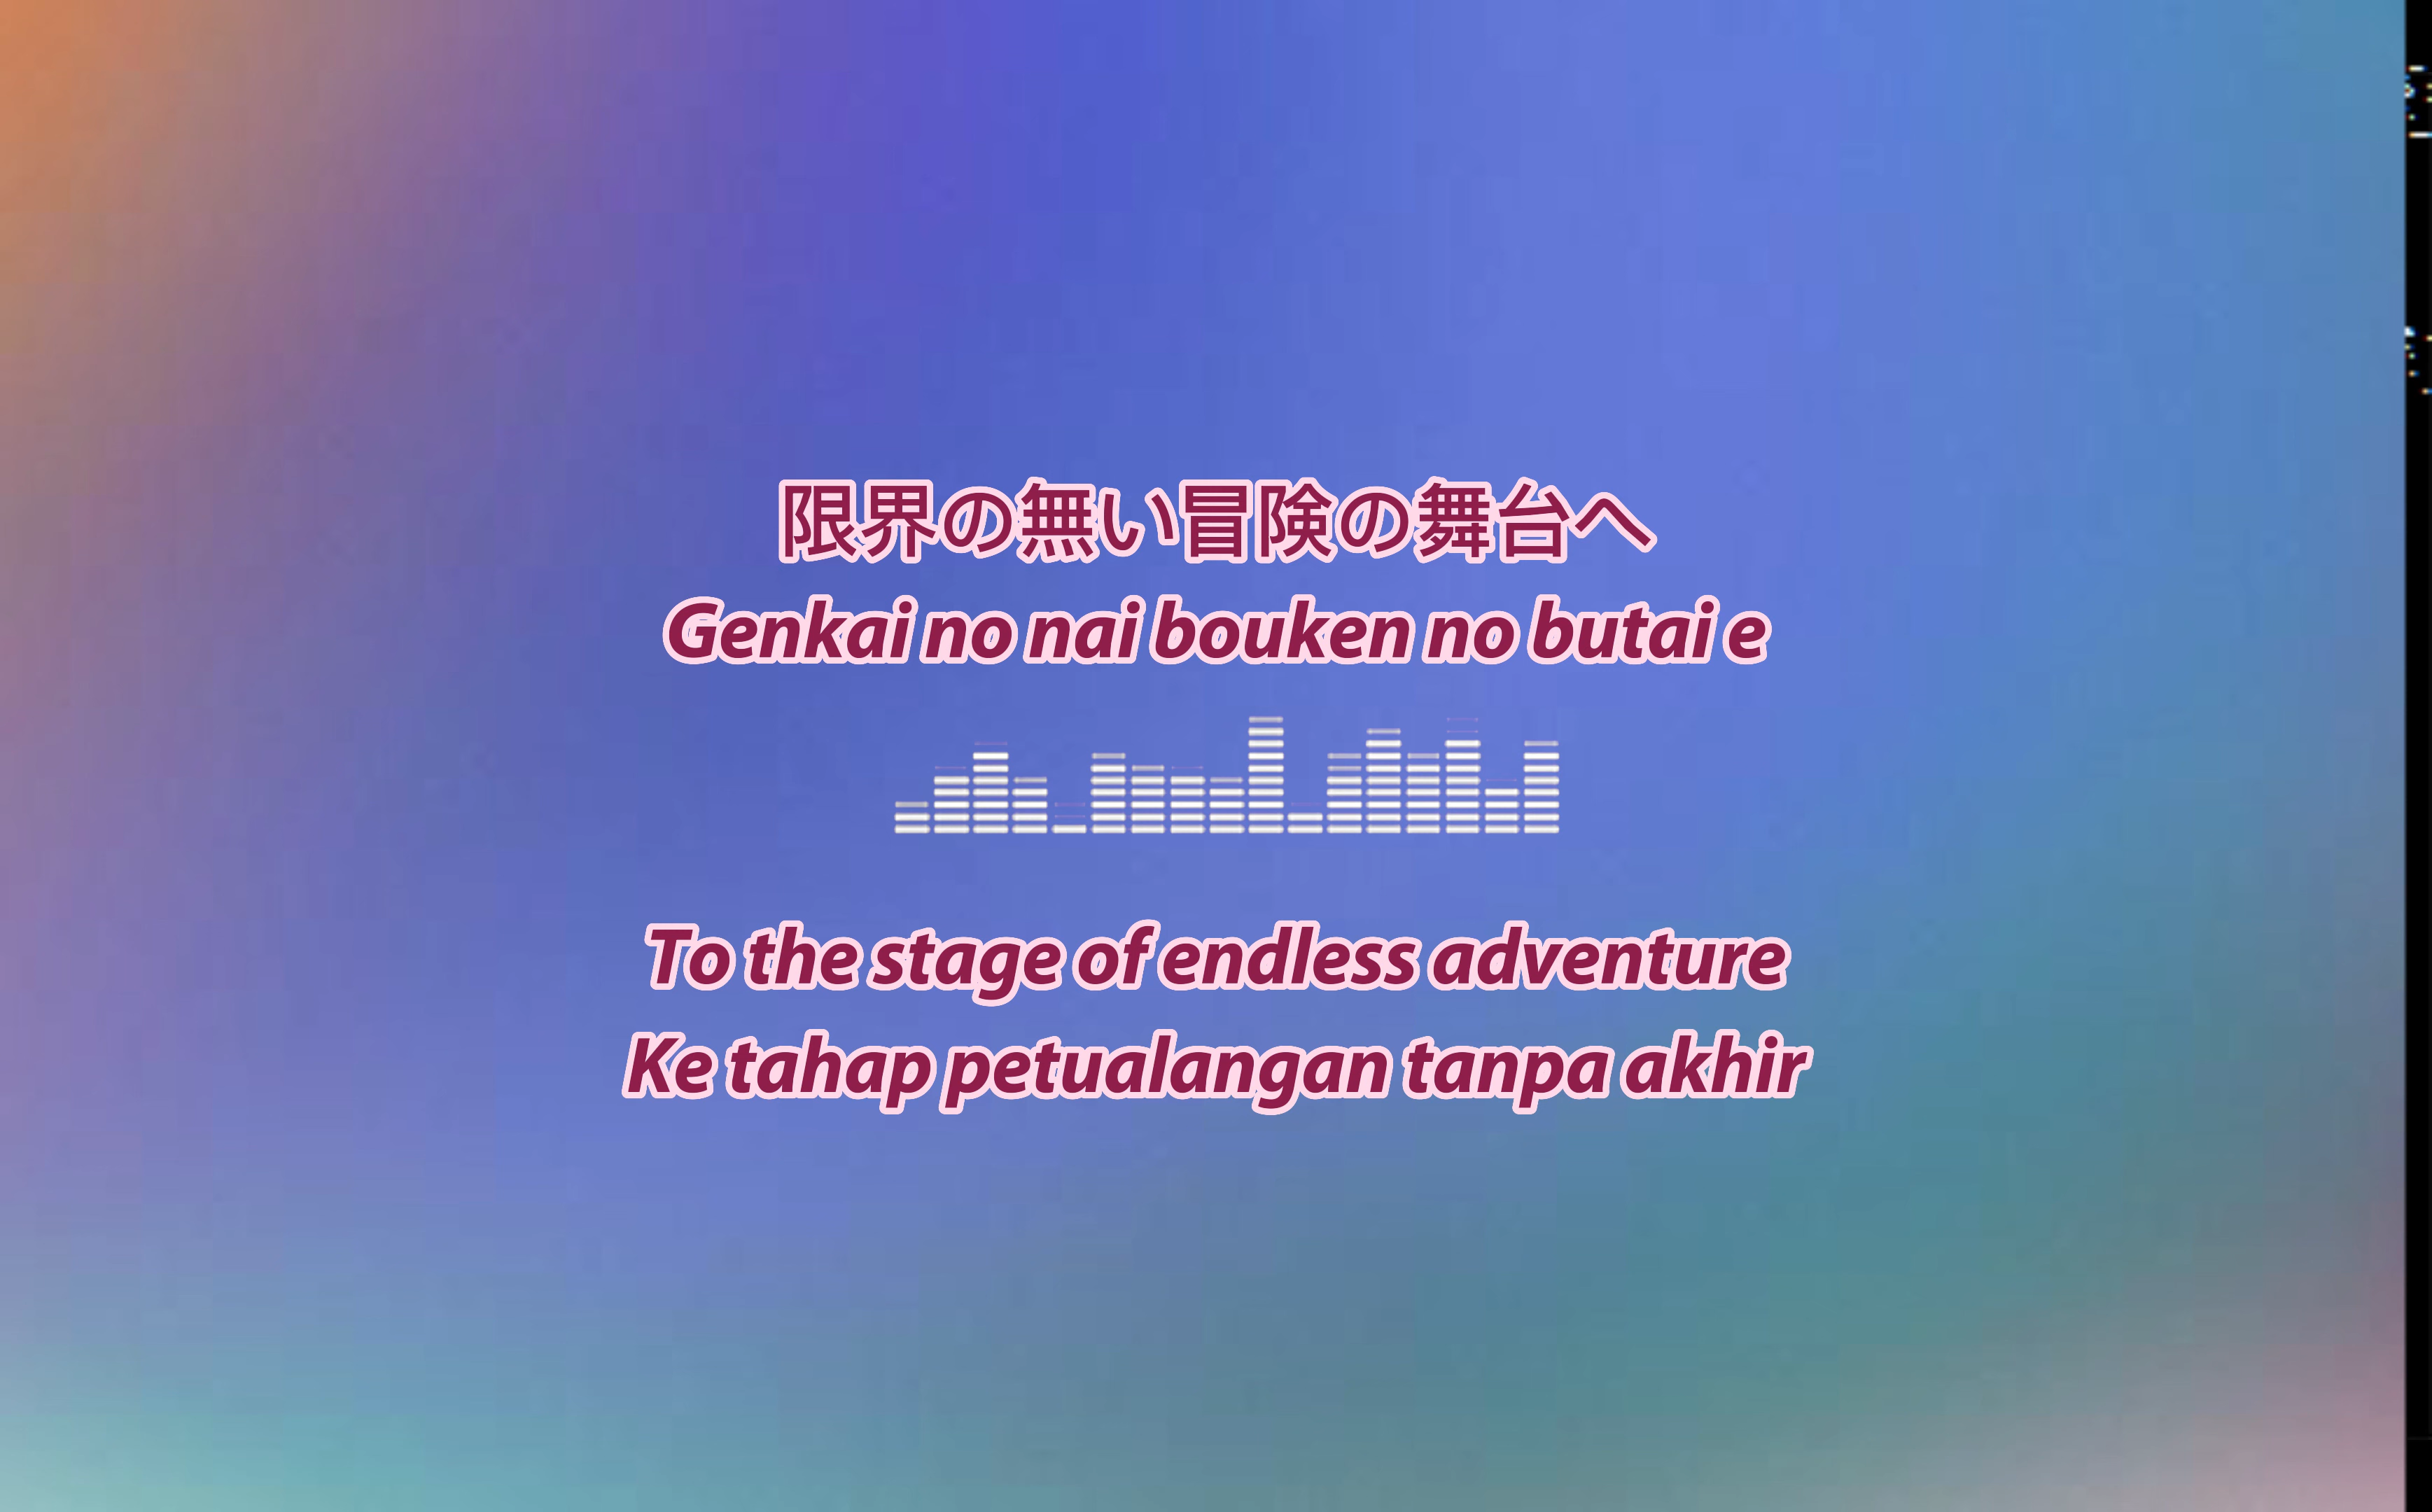 限界の無い冒険の舞台へ
Genkai no nai bouken no butai e
To the stage of endless adventure
Ke tahap petualangan tanpa akhir